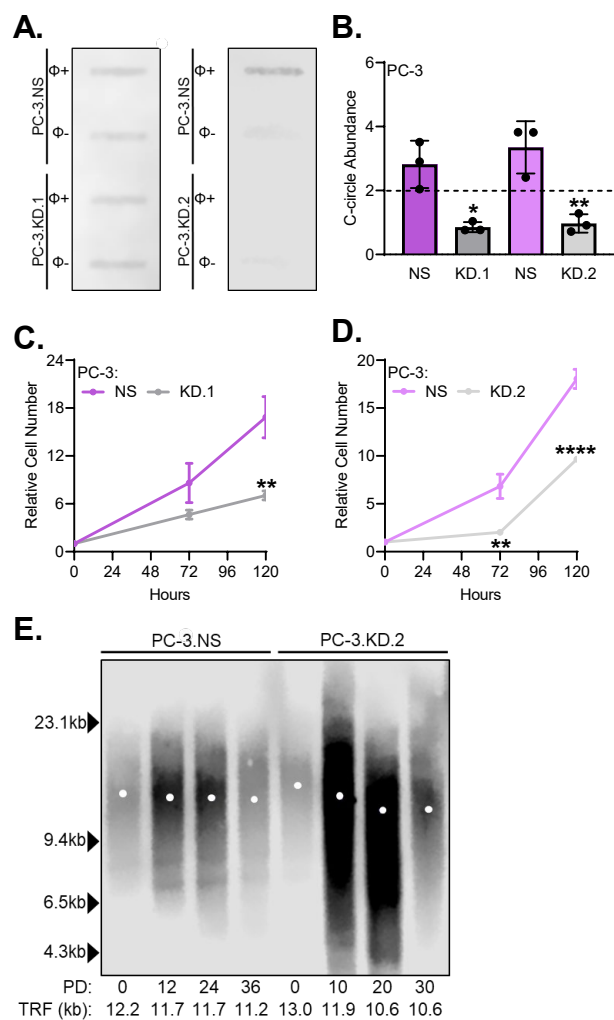 A.
PC-3.NS
Φ+
Φ-
PC-3.KD.1
Φ+
Φ-
PC-3.NS
Φ+
Φ-
PC-3.KD.2
Φ+
Φ-
B.
PC-3
C-circle Abundance
6
4
2
0
*
**
NS KD.1 NS KD.2
C.
PC-3:
NS KD.1
Relative Cell Number
24
18
12
6
0
**
0 24 48 72 96 120
Hours
D.
PC-3:
NS KD.2
Relative Cell Number
20
15
10
5
0
****
**
0 24 48 72 96 120
Hours
E.
PC-3.NS PC-3.KD.2
23.1kb
9.4kb
6.5kb
4.3kb
PD: 0 12 24 36 0 10 20 30
TRF (kb): 12.2 11.7 11.7 11.2 13.0 11.9 10.6 10.6